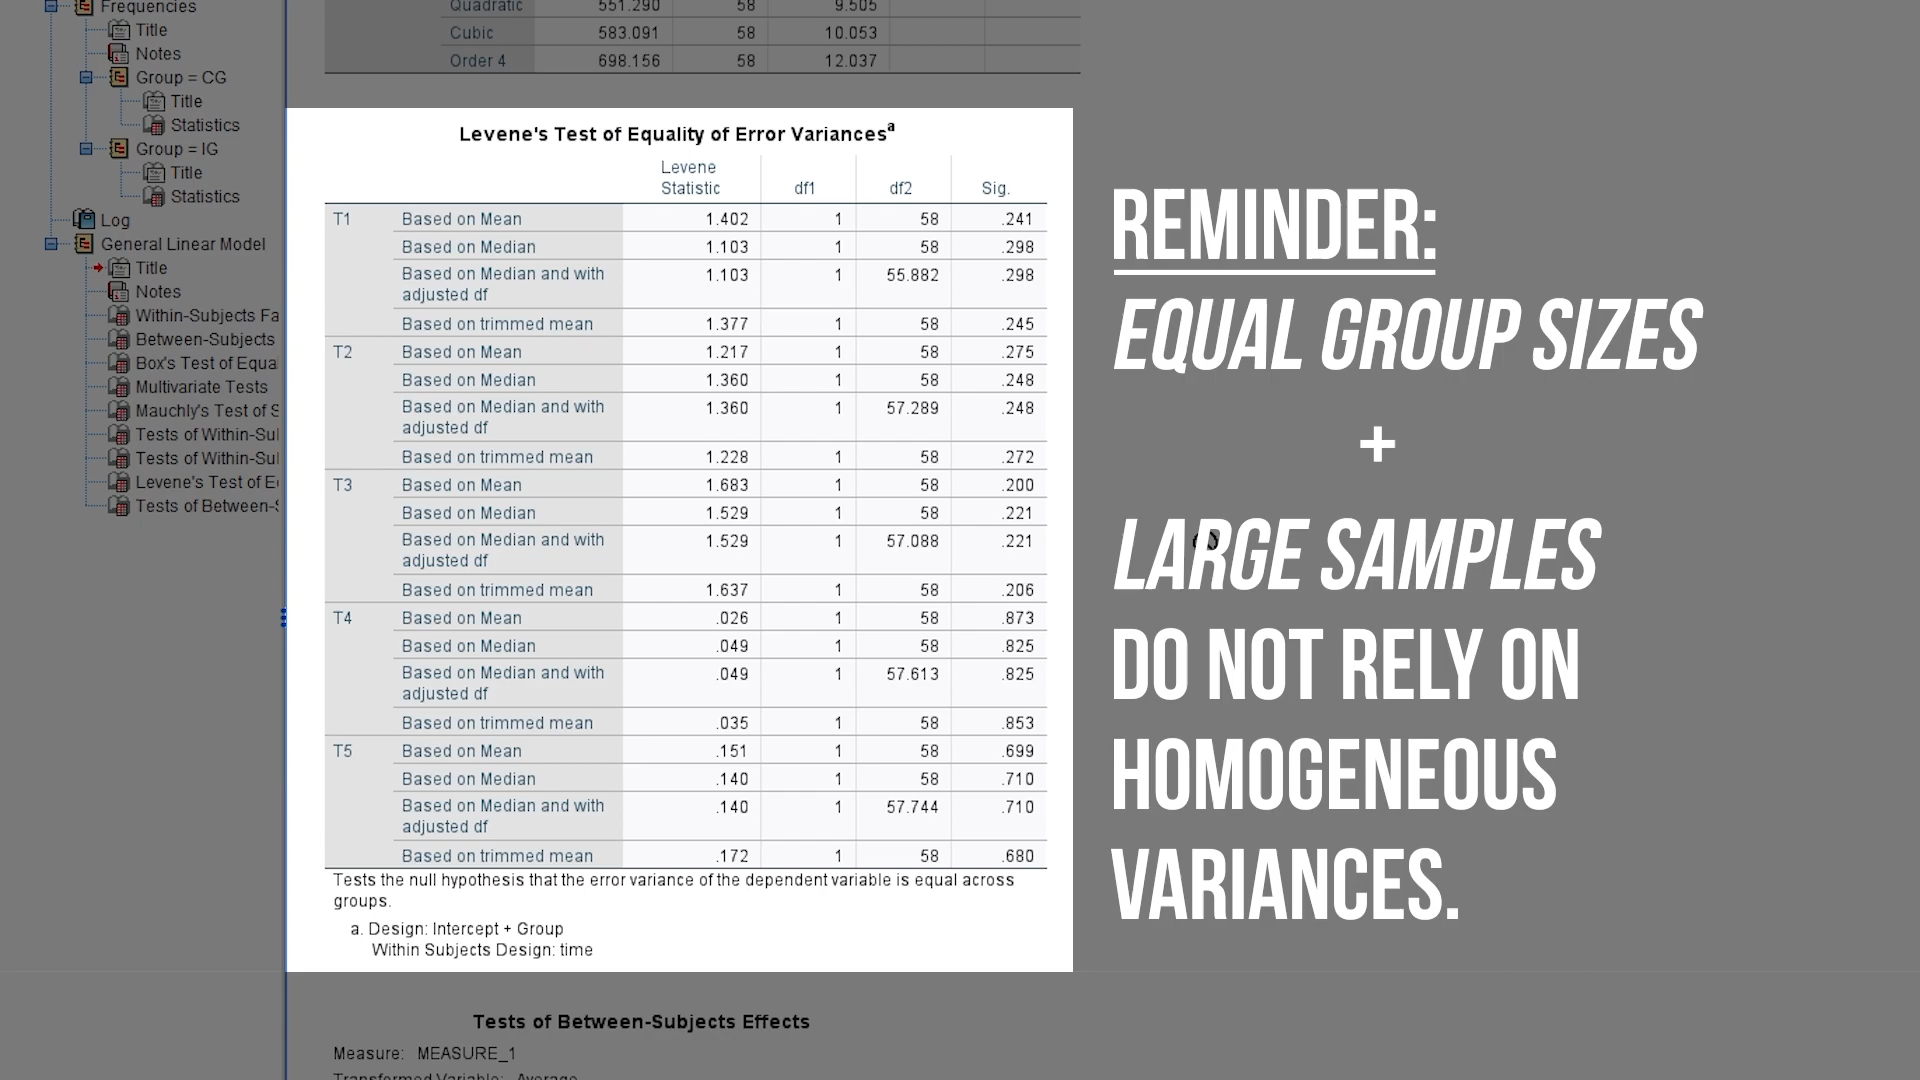 Frequencies
Title
Notes
Group = CG
Title
Statistics
Group = IG
Title
Statistics
Log
General Linear Model
Title
Notes
Within-Subjects Fa
Between-Subjects
Box's Test of Equa
Multivariate Tests
Mauchly's Test of S
Tests of Within-Sul
Tests of Within-Sul
Levene's Test of E
Tests of Between-S
Quadratic 551.290 58 9.505
Cubic 583.091 58 10.053
Order 4 698.156 58 12.037
Levene's Test of Equality of Error Variancesa
Levene
Statistic df1 df2 Sig.
T1 Based on Mean 1.402 1 58 .241
Based on Median 1.103 1 58 .298
Based on Median and with
adjusted df 1.103 1 55.882 .298
Based on trimmed mean 1.377 1 58 .245
T2 Based on Mean 1.217 1 58 .275
Based on Median 1.360 1 58 .248
Based on Median and with
adjusted df 1.360 1 57.289 .248
Based on trimmed mean 1.228 1 58 .272
T3 Based on Mean 1.683 1 58 .200
Based on Median 1.529 1 58 .221
Based on Median and with
adjusted df 1.529 1 57.088 .221
Based on trimmed mean 1.637 1 58 .206
T4 Based on Mean .026 1 58 .873
Based on Median .049 1 58 .825
Based on Median and with
adjusted df .049 1 57.613 .825
Based on trimmed mean .035 1 58 .853
T5 Based on Mean .151 1 58 .699
Based on Median .140 1 58 .710
Based on Median and with
adjusted df .140 1 57.744 .710
Based on trimmed mean .172 1 58 .680
Tests the null hypothesis that the error variance of the dependent variable is equal across
groups.
a. Design: Intercept + Group
Within Subjects Design: time
Tests of Between-Subjects Effects
Measure: MEASURE_1
Transformed Variable: Average
REMINDER:
EQUAL GROUP SIZES
+
LARGE SAMPLES
DO NOT RELY ON
HOMOGENEOUS
VARIANCES.